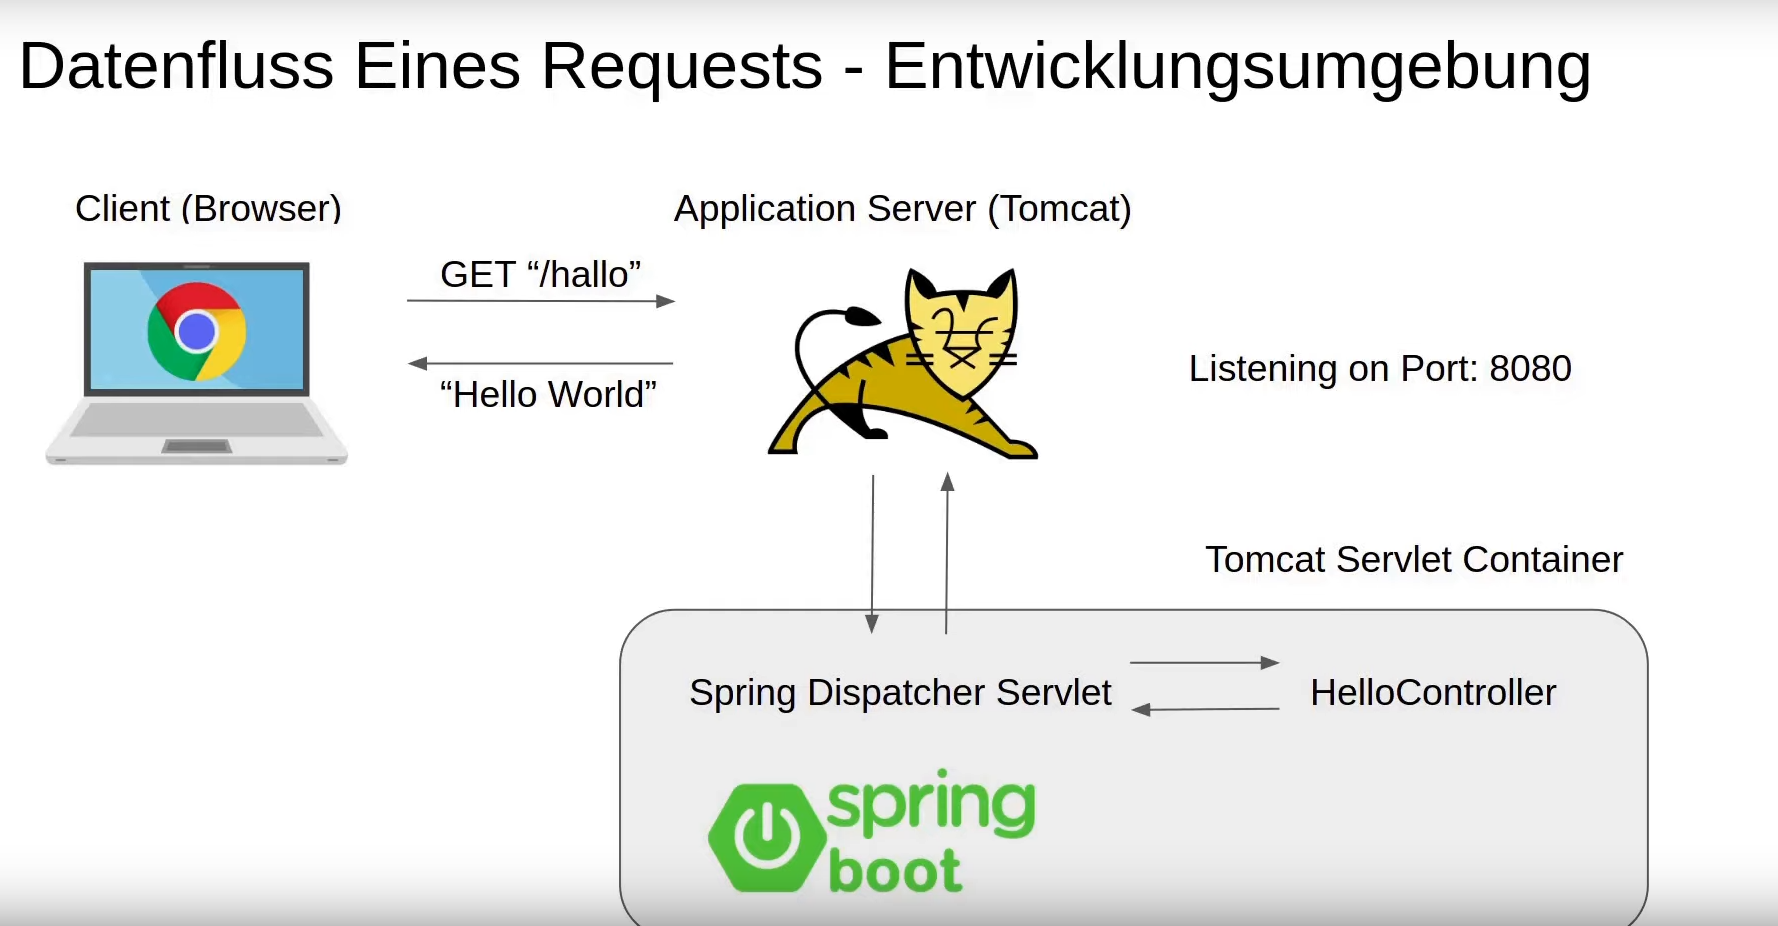 Datenfluss Eines Requests - Entwicklungsumgebung
Client (Browser)
Application Server (Tomcat)
GET “/hallo”
“Hello World”
Listening on Port: 8080
Tomcat Servlet Container
Spring Dispatcher Servlet
HelloController
spring
boot